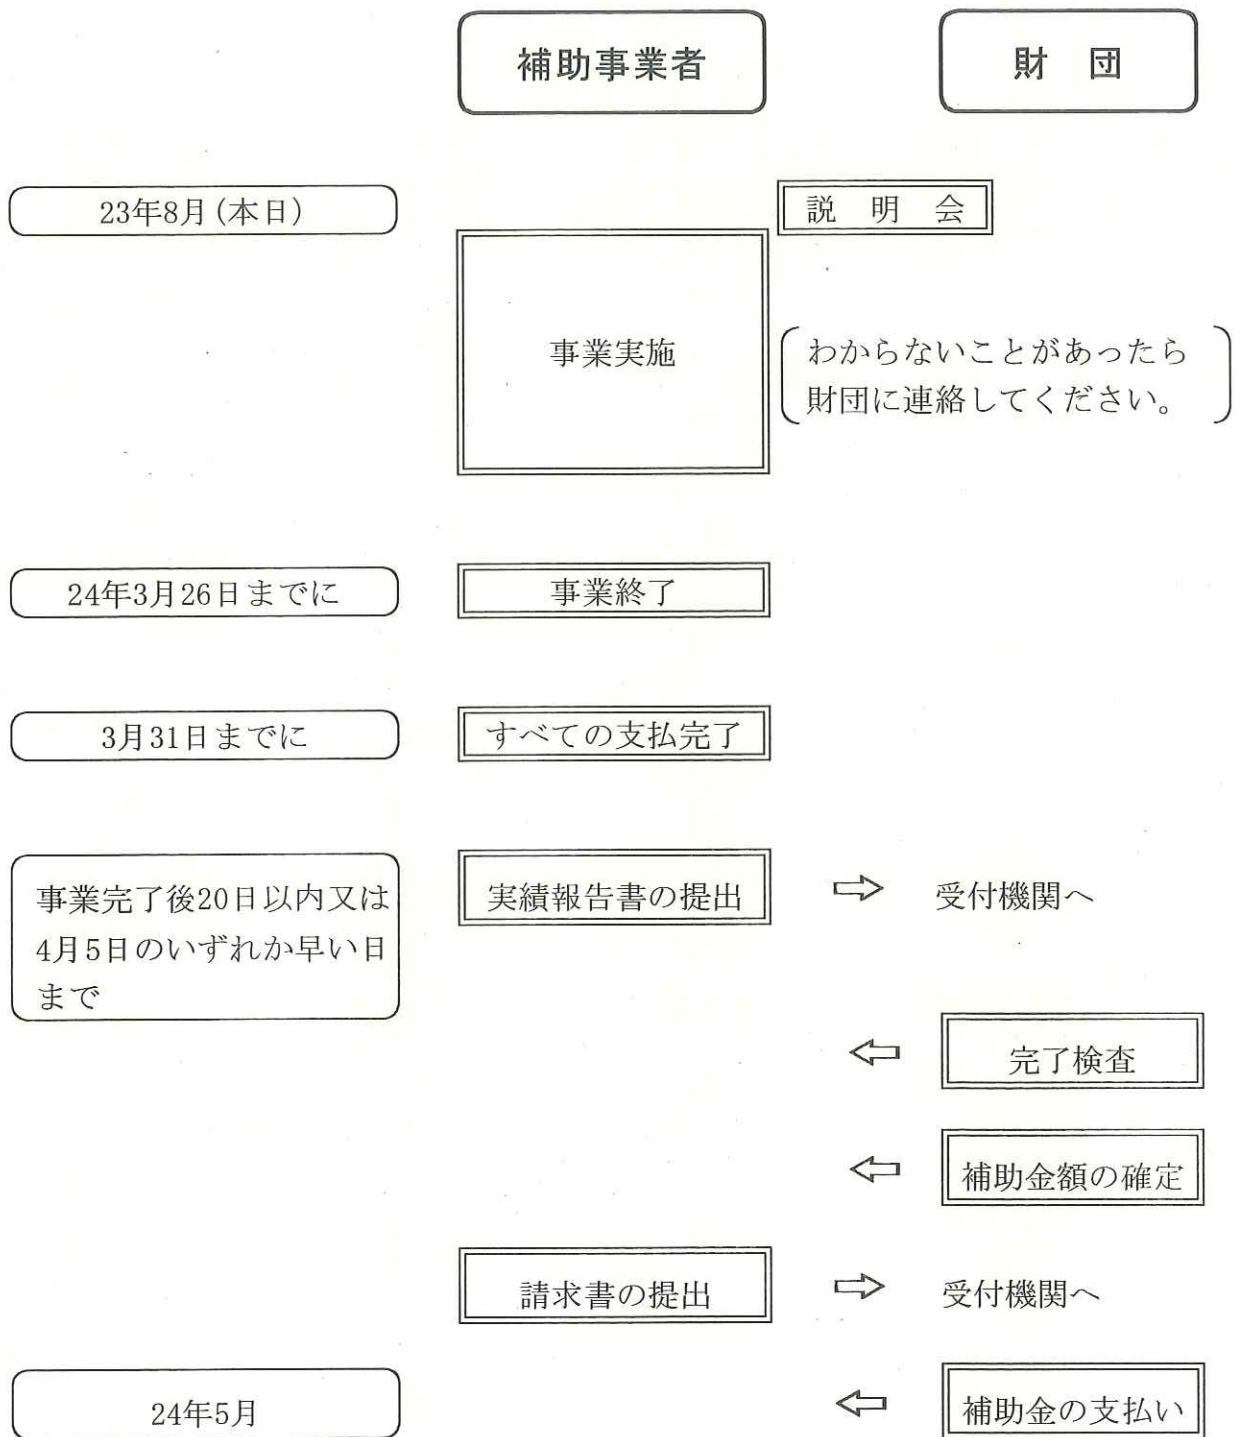 補助事業者
財 団
23年8月(本日)
説 明 会
事業実施
わからないことがあったら
財団に連絡してください。
24年3月26日までに
事業終了
3月31日までに
すべての支払完了
事業完了後20日以内又は
4月5日のいずれか早い日
まで
実績報告書の提出
⇨
受付機関へ
⇦
完了検査
⇦
補助金額の確定
請求書の提出
⇨
受付機関へ
24年5月
⇦
補助金の支払い